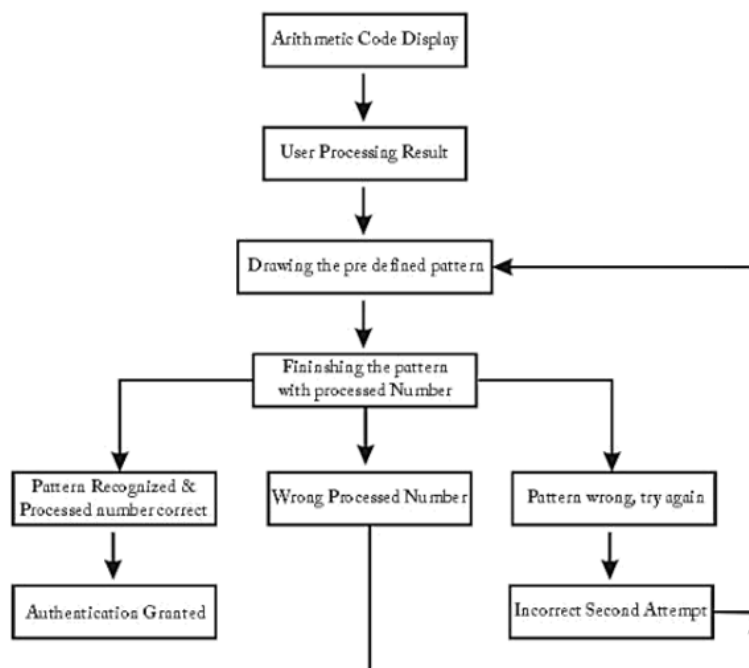 Arithmetic Code Display
User Processing Result
Drawing the pre defined pattern
Fininshing the pattern
with processed Number
Pattern Recognized &
Processed number correct
Wrong Processed Number
Pattern wrong, try again
Authentication Granted
Incorrect Second Attempt